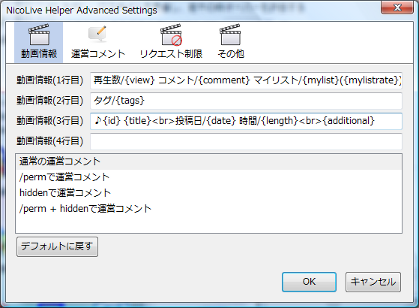 NicoLive Helper Advanced Settings
動画情報 運営コメント リクエスト制限 その他
動画情報(1行目) 再生数/{view} コメント/{comment} マイリスト/{mylist}({mylistrate})
動画情報(2行目) タグ/{tags}
動画情報(3行目) ♪{id} {title}<br>投稿日/{date} 時間/{length}<br>{additional}
動画情報(4行目)
通常の運営コメント
/permで運営コメント
hiddenで運営コメント
/perm + hiddenで運営コメント
デフォルトに戻す
OK キャンセル